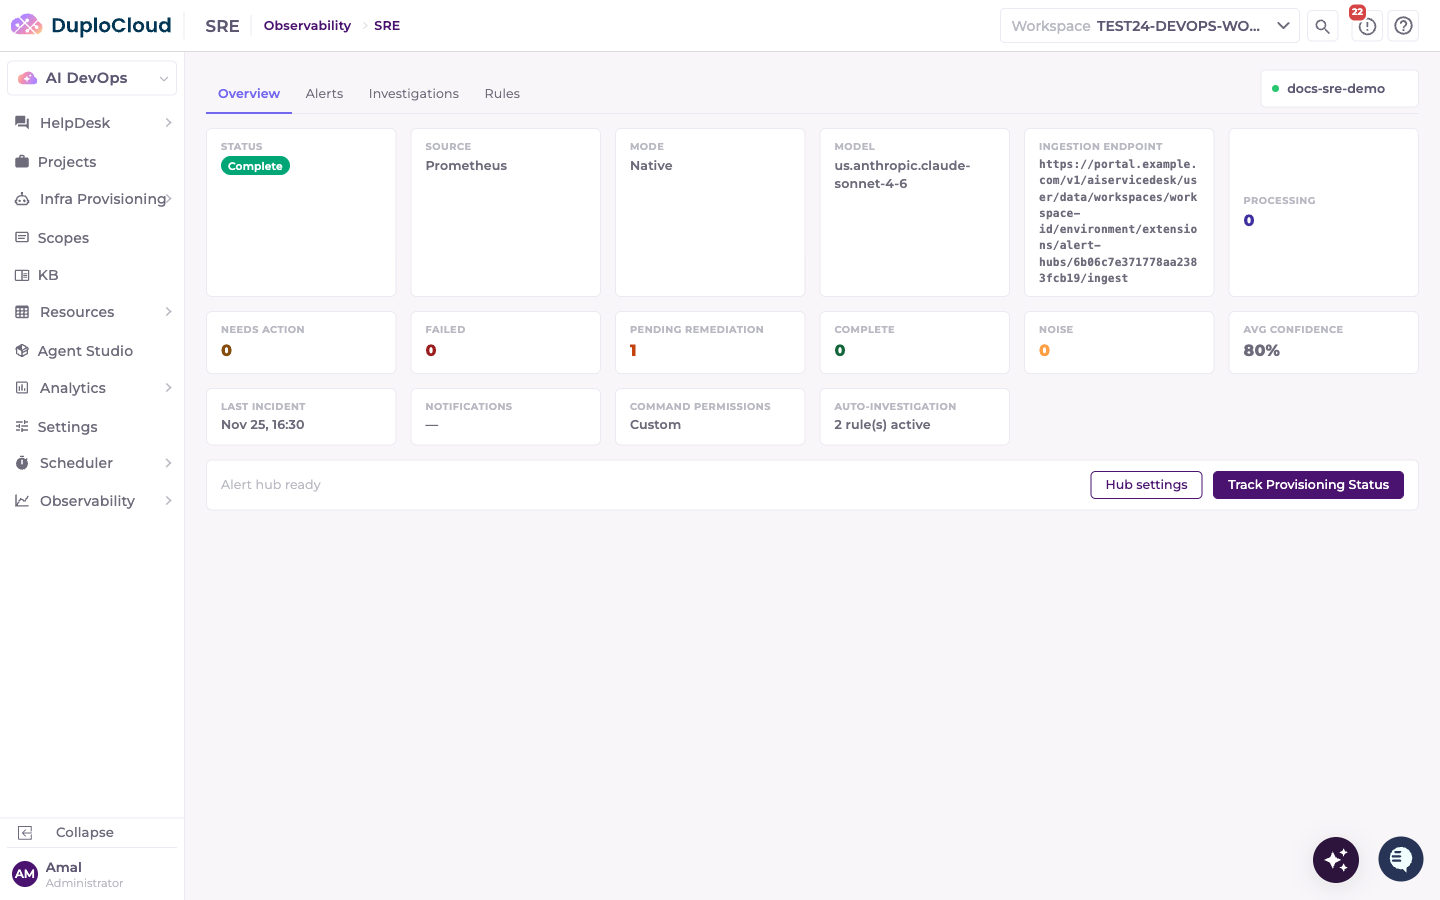 DuploCloud
SRE
Observability
SRE
Workspace TEST24-DEVOPS-WO...
22
AI DevOps
HelpDesk
Projects
Infra Provisioning
Scopes
KB
Resources
Agent Studio
Analytics
Settings
Scheduler
Observability
Collapse
AM
Amal
Administrator
Overview
Alerts
Investigations
Rules
docs-sre-demo
STATUS
Complete
SOURCE
Prometheus
MODE
Native
MODEL
us.anthropic.claude-
sonnet-4-6
INGESTION ENDPOINT
https://portal.example.
com/v1/aiservicedesk/us
er/data/workspaces/work
space-
id/environment/extensio
ns/alert-
hubs/6b06c7e371778aa238
3fcb19/ingest
PROCESSING
0
NEEDS ACTION
0
FAILED
0
PENDING REMEDIATION
1
COMPLETE
0
NOISE
0
AVG CONFIDENCE
80%
LAST INCIDENT
Nov 25, 16:30
NOTIFICATIONS
—
COMMAND PERMISSIONS
Custom
AUTO-INVESTIGATION
2 rule(s) active
Alert hub ready
Hub settings
Track Provisioning Status